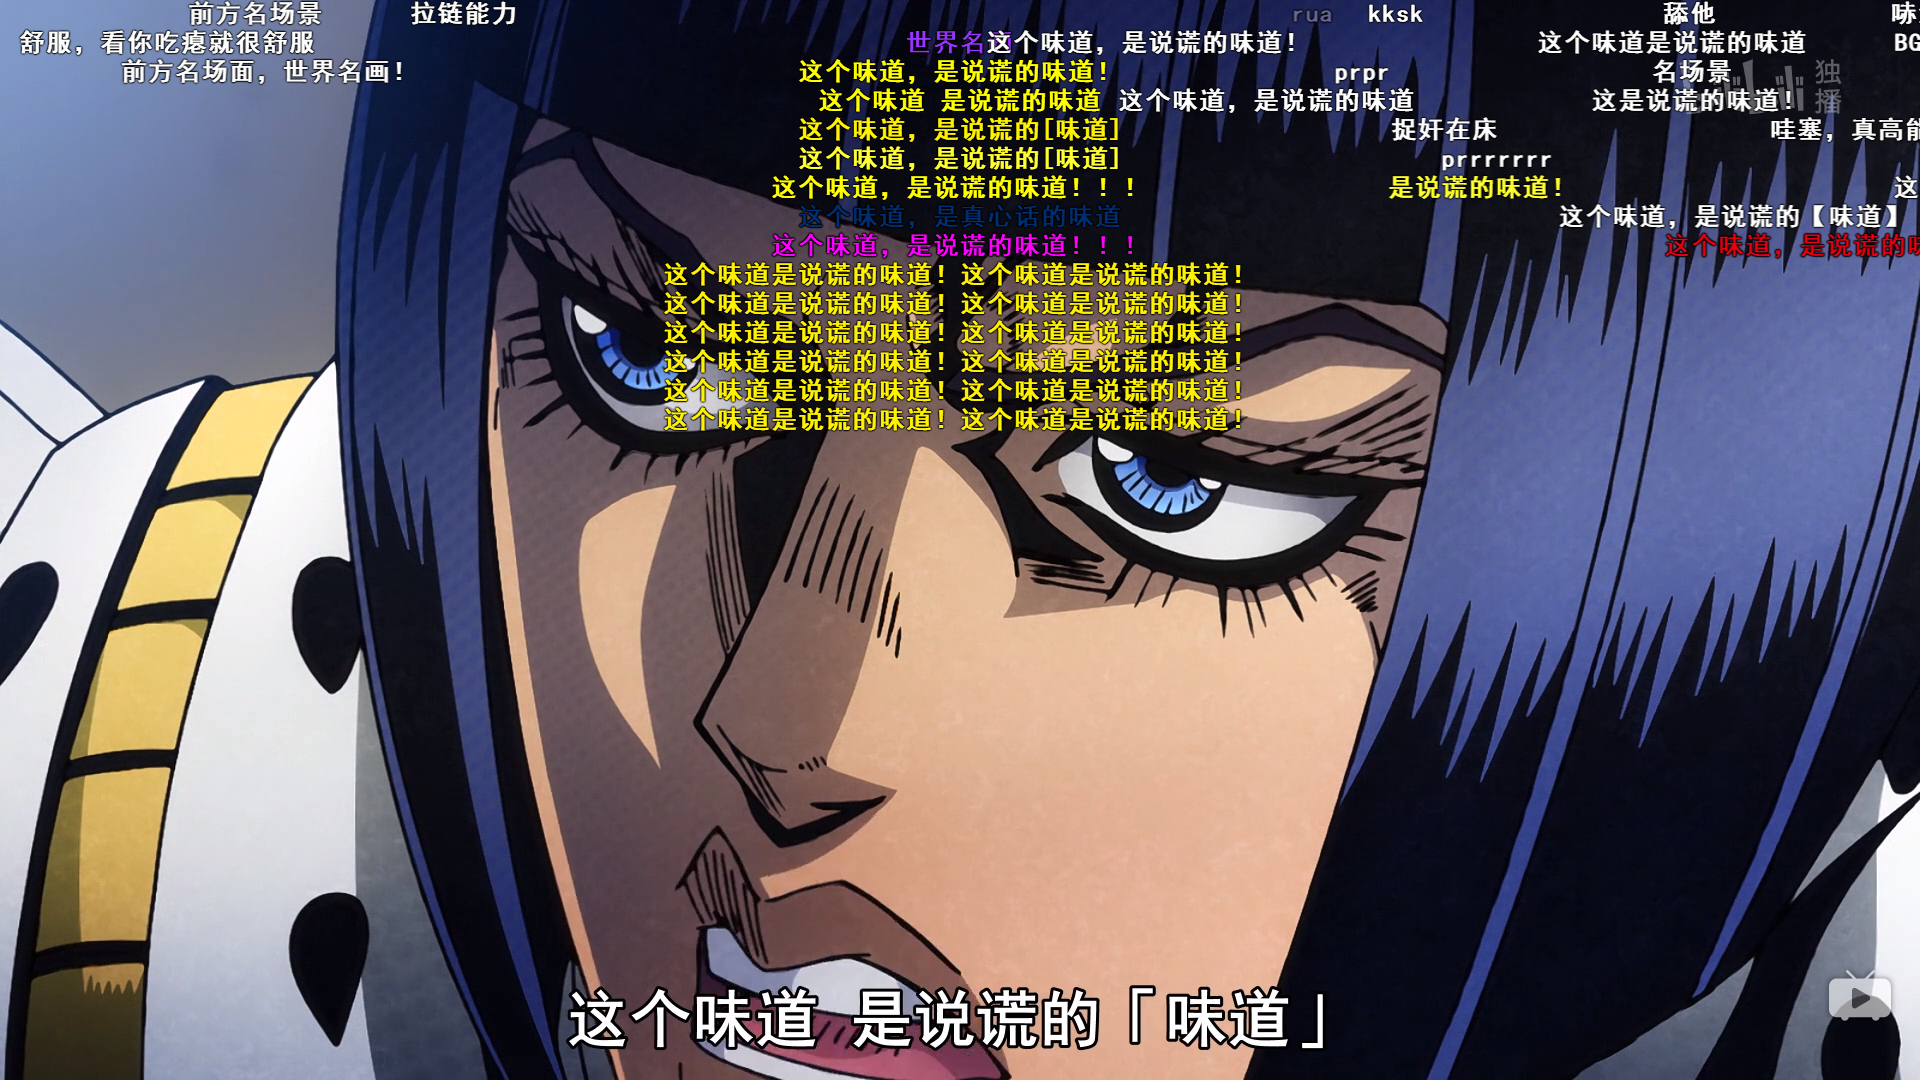 前方名场景 拉链能力 rua kksk 舔他
舒服，看你吃瘪就很舒服 世界名 这个味道，是说谎的味道！ 这个味道是说谎的味道 BG
前方名场面，世界名画！ 这个味道，是说谎的味道！ prpr 名场景 独播
这个味道 是说谎的味道 这个味道，是说谎的味道 这是说谎的味道！
这个味道，是说谎的[味道] 捉奸在床 哇塞，真高能
这个味道，是说谎的[味道] prrrrrrr
这个味道，是说谎的味道！！！ 是说谎的味道！ 这
这个味道，是真心话的味道 这个味道，是说谎的【味道】
这个味道，是说谎的味道！！！ 这个味道，是说谎的味
这个味道是说谎的味道！这个味道是说谎的味道！
这个味道是说谎的味道！这个味道是说谎的味道！
这个味道是说谎的味道！这个味道是说谎的味道！
这个味道是说谎的味道！这个味道是说谎的味道！
这个味道是说谎的味道！这个味道是说谎的味道！
这个味道是说谎的味道！这个味道是说谎的味道！
这个味道 是说谎的「味道」